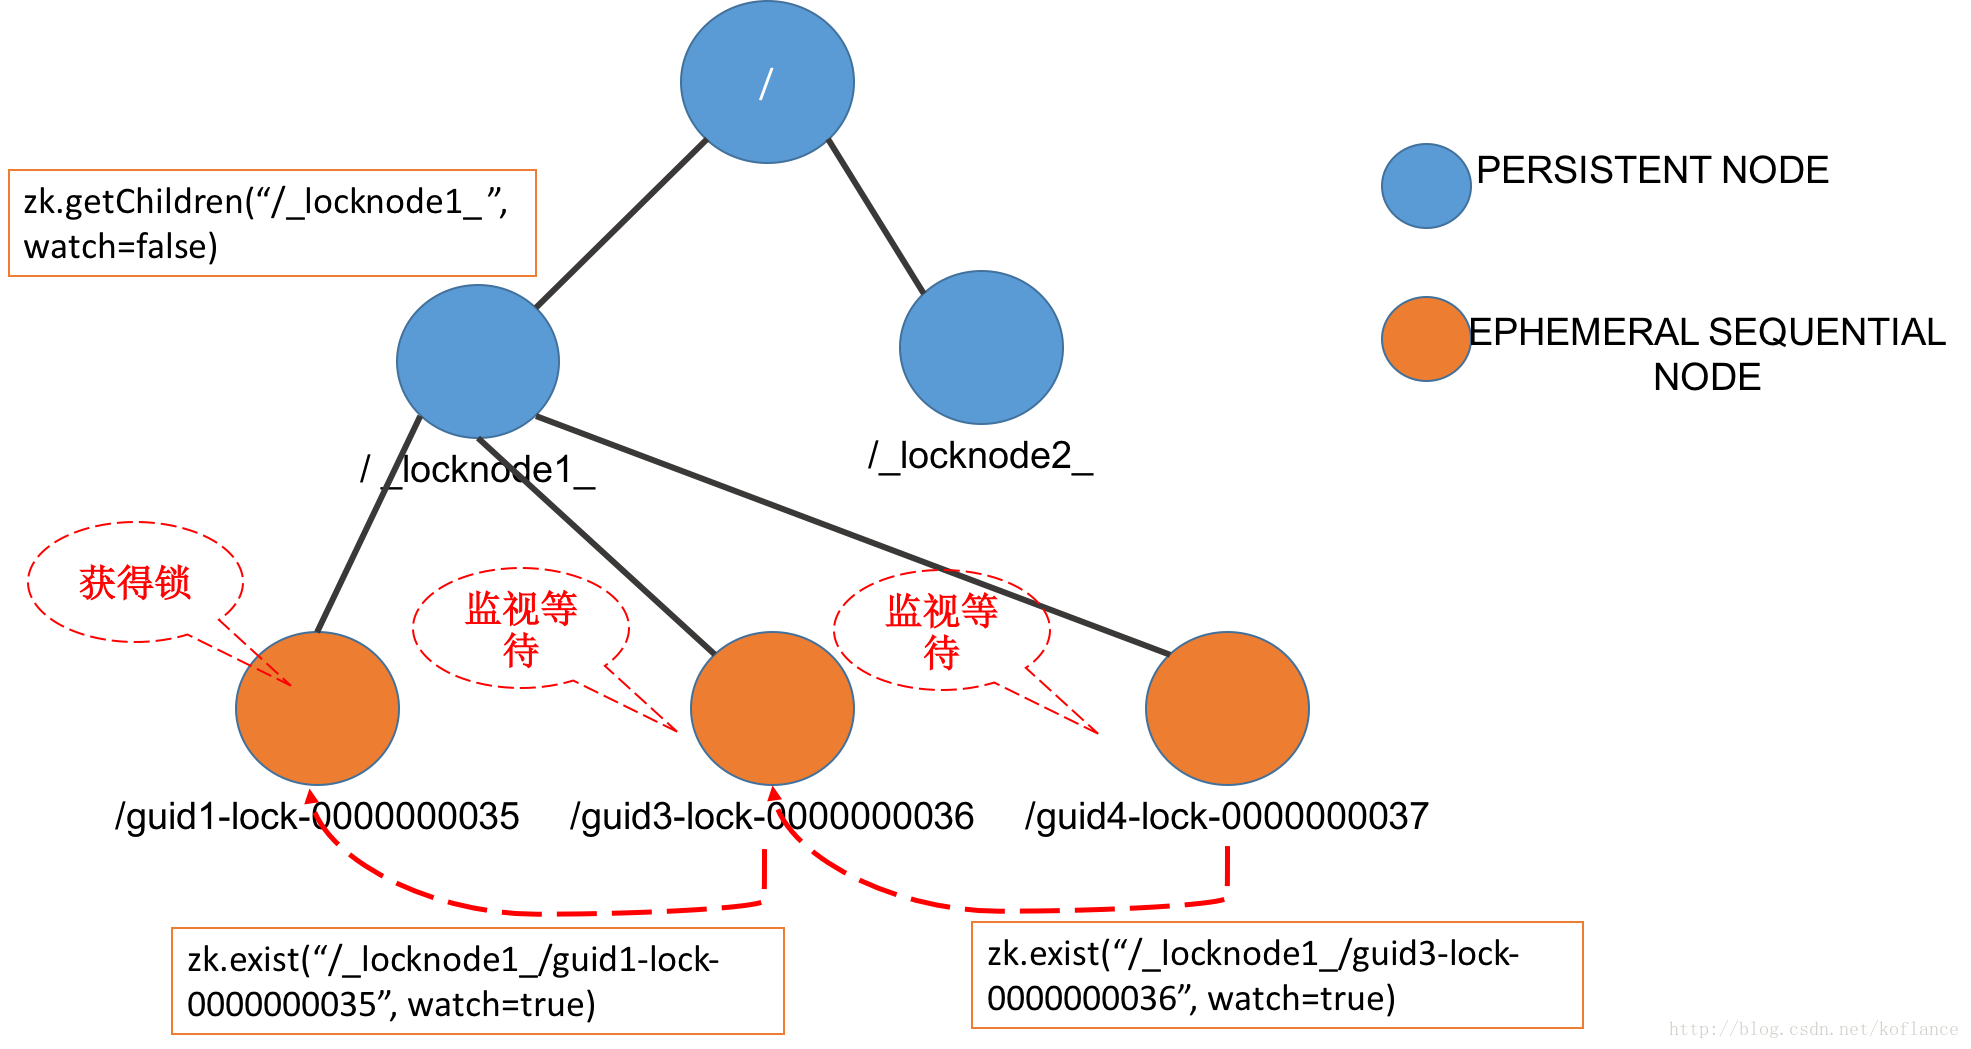 /
zk.getChildren(“/_locknode1_”,
watch=false)
PERSISTENT NODE
EPHEMERAL SEQUENTIAL
NODE
/ _locknode1_
/_locknode2_
获得锁
监视等
待
监视等
待
/guid1-lock-0000000035
/guid3-lock-0000000036
/guid4-lock-0000000037
zk.exist(“/_locknode1_/guid1-lock-
0000000035”, watch=true)
zk.exist(“/_locknode1_/guid3-lock-
0000000036”, watch=true)
http://blog.csdn.net/koflance